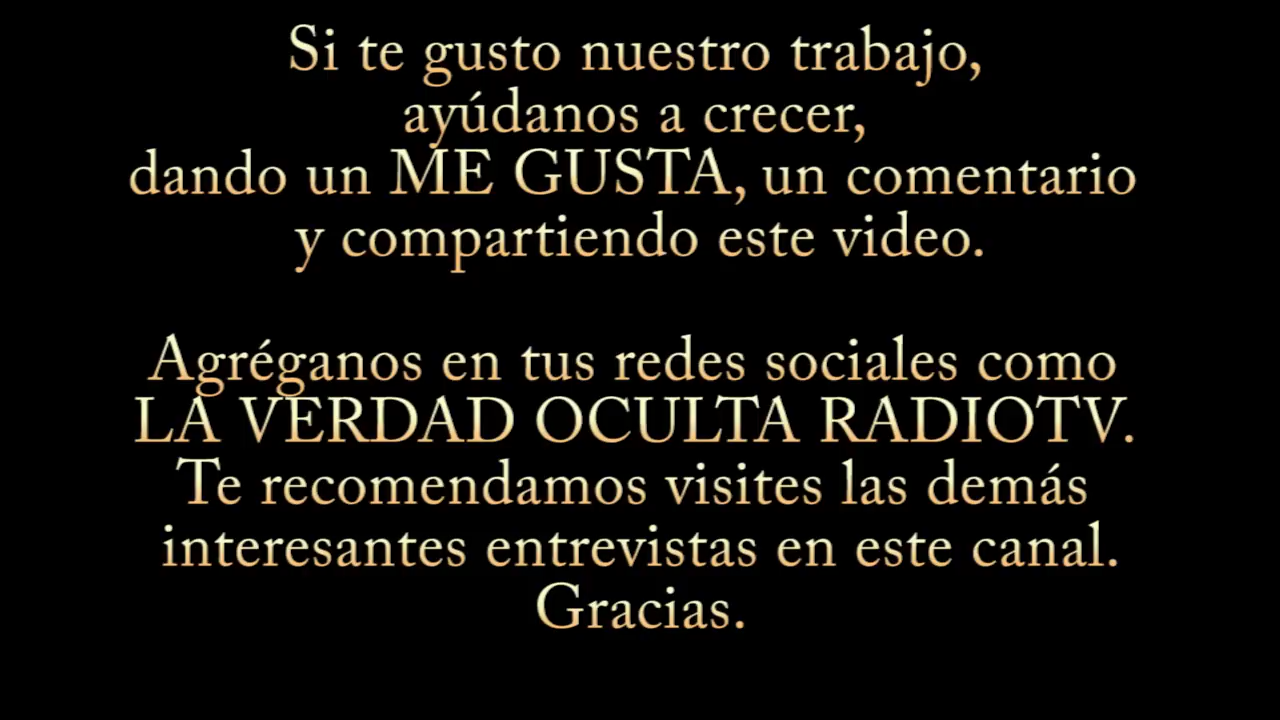 Si te gusto nuestro trabajo,
ayúdanos a crecer,
dando un ME GUSTA, un comentario
y compartiendo este video.
Agréganos en tus redes sociales como
LA VERDAD OCULTA RADIOTV.
Te recomendamos visites las demás
interesantes entrevistas en este canal.
Gracias.